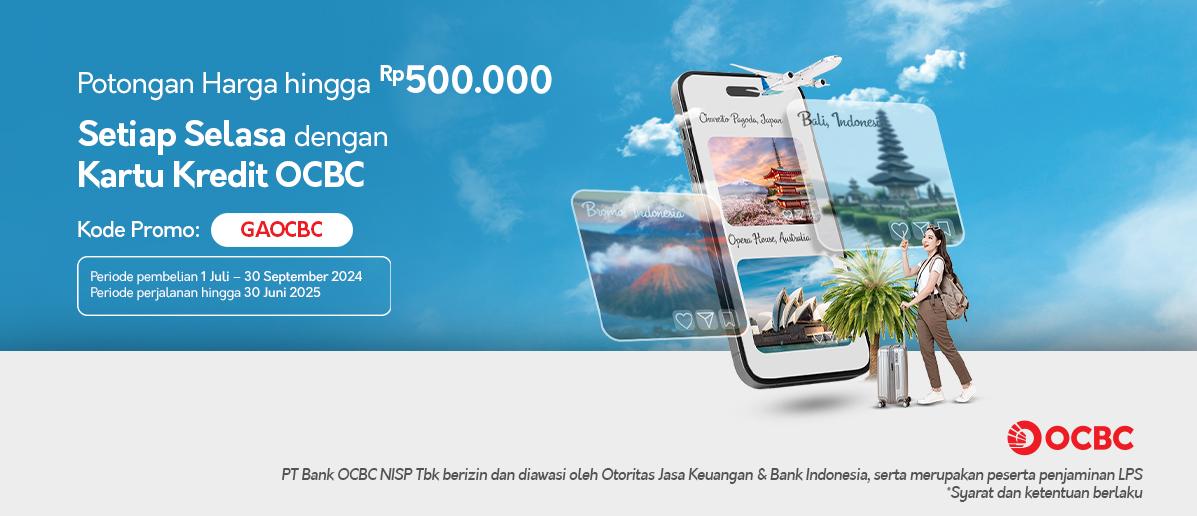 Potongan Harga hingga Rp500.000
Setiap Selasa dengan
Kartu Kredit OCBC
Kode Promo: GAOCBC
Periode pembelian 1 Juli – 30 September 2024
Periode perjalanan hingga 30 Juni 2025
Chureito Pagoda, Japan
Bali, Indonesia
Bromo, Indonesia
Opera House, Australia
OCBC
PT Bank OCBC NISP Tbk berizin dan diawasi oleh Otoritas Jasa Keuangan & Bank Indonesia, serta merupakan peserta penjaminan LPS
*Syarat dan ketentuan berlaku